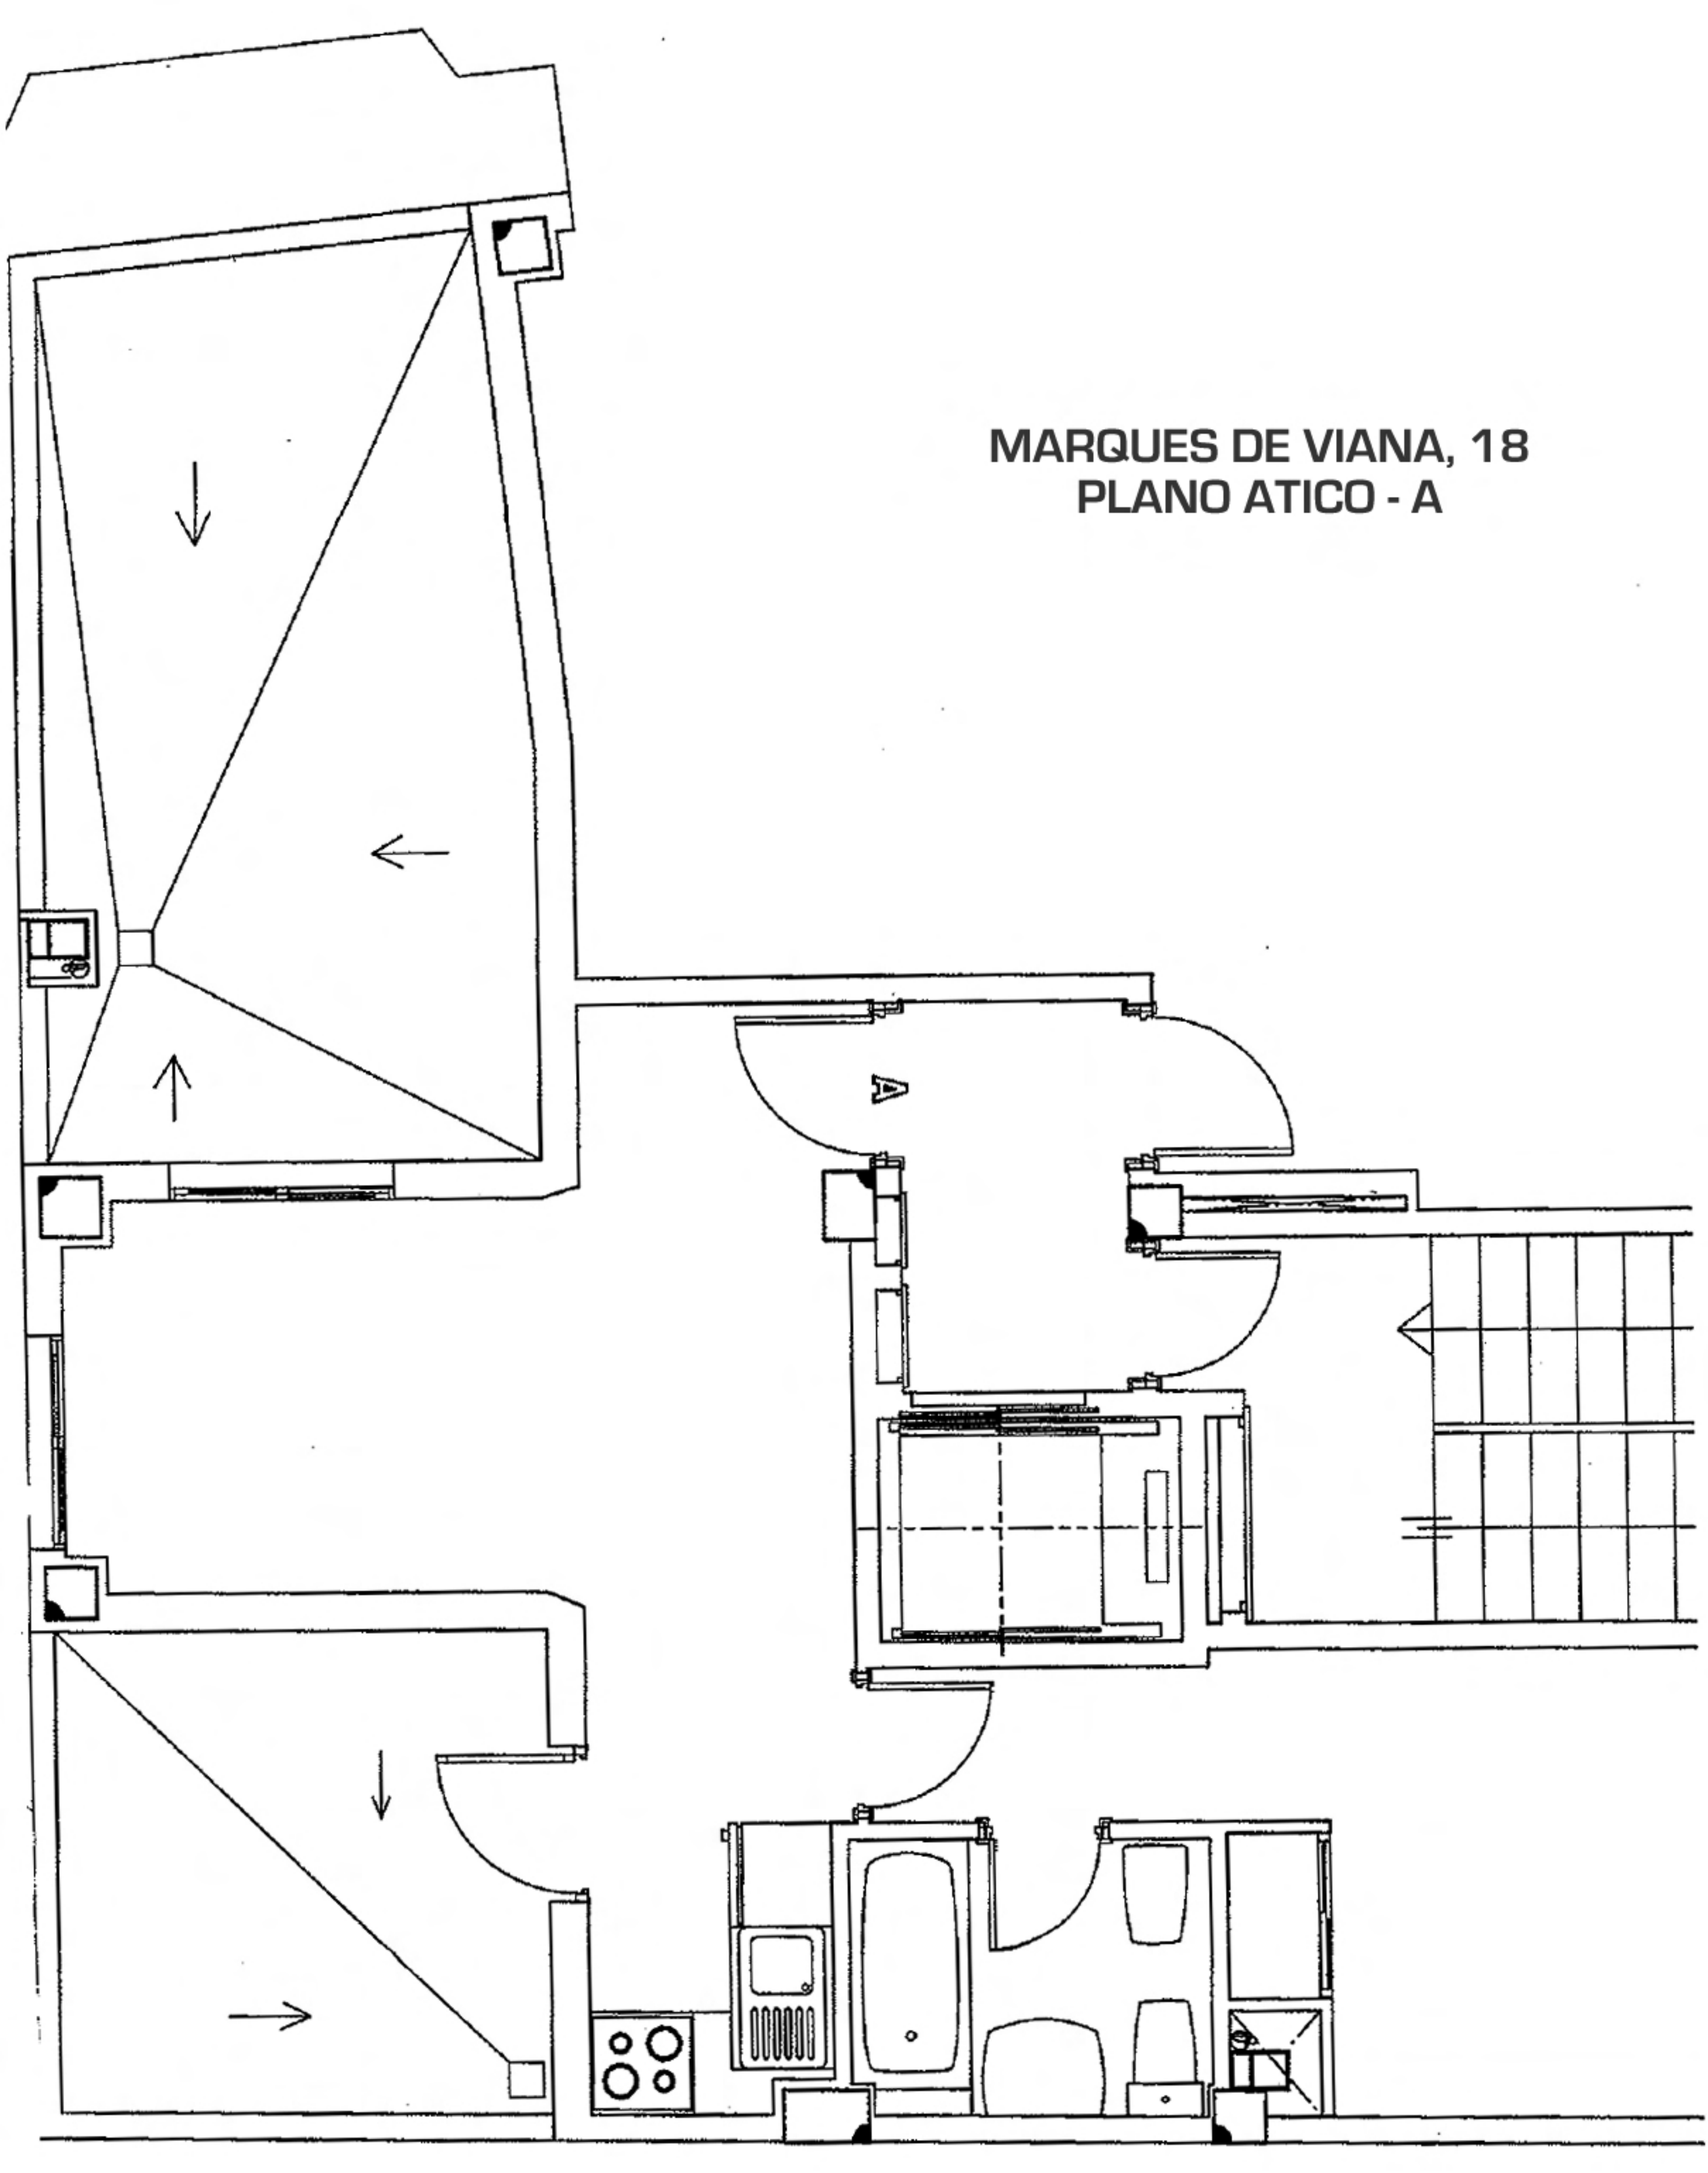 MARQUES DE VIANA, 18
PLANO ATICO - A
A